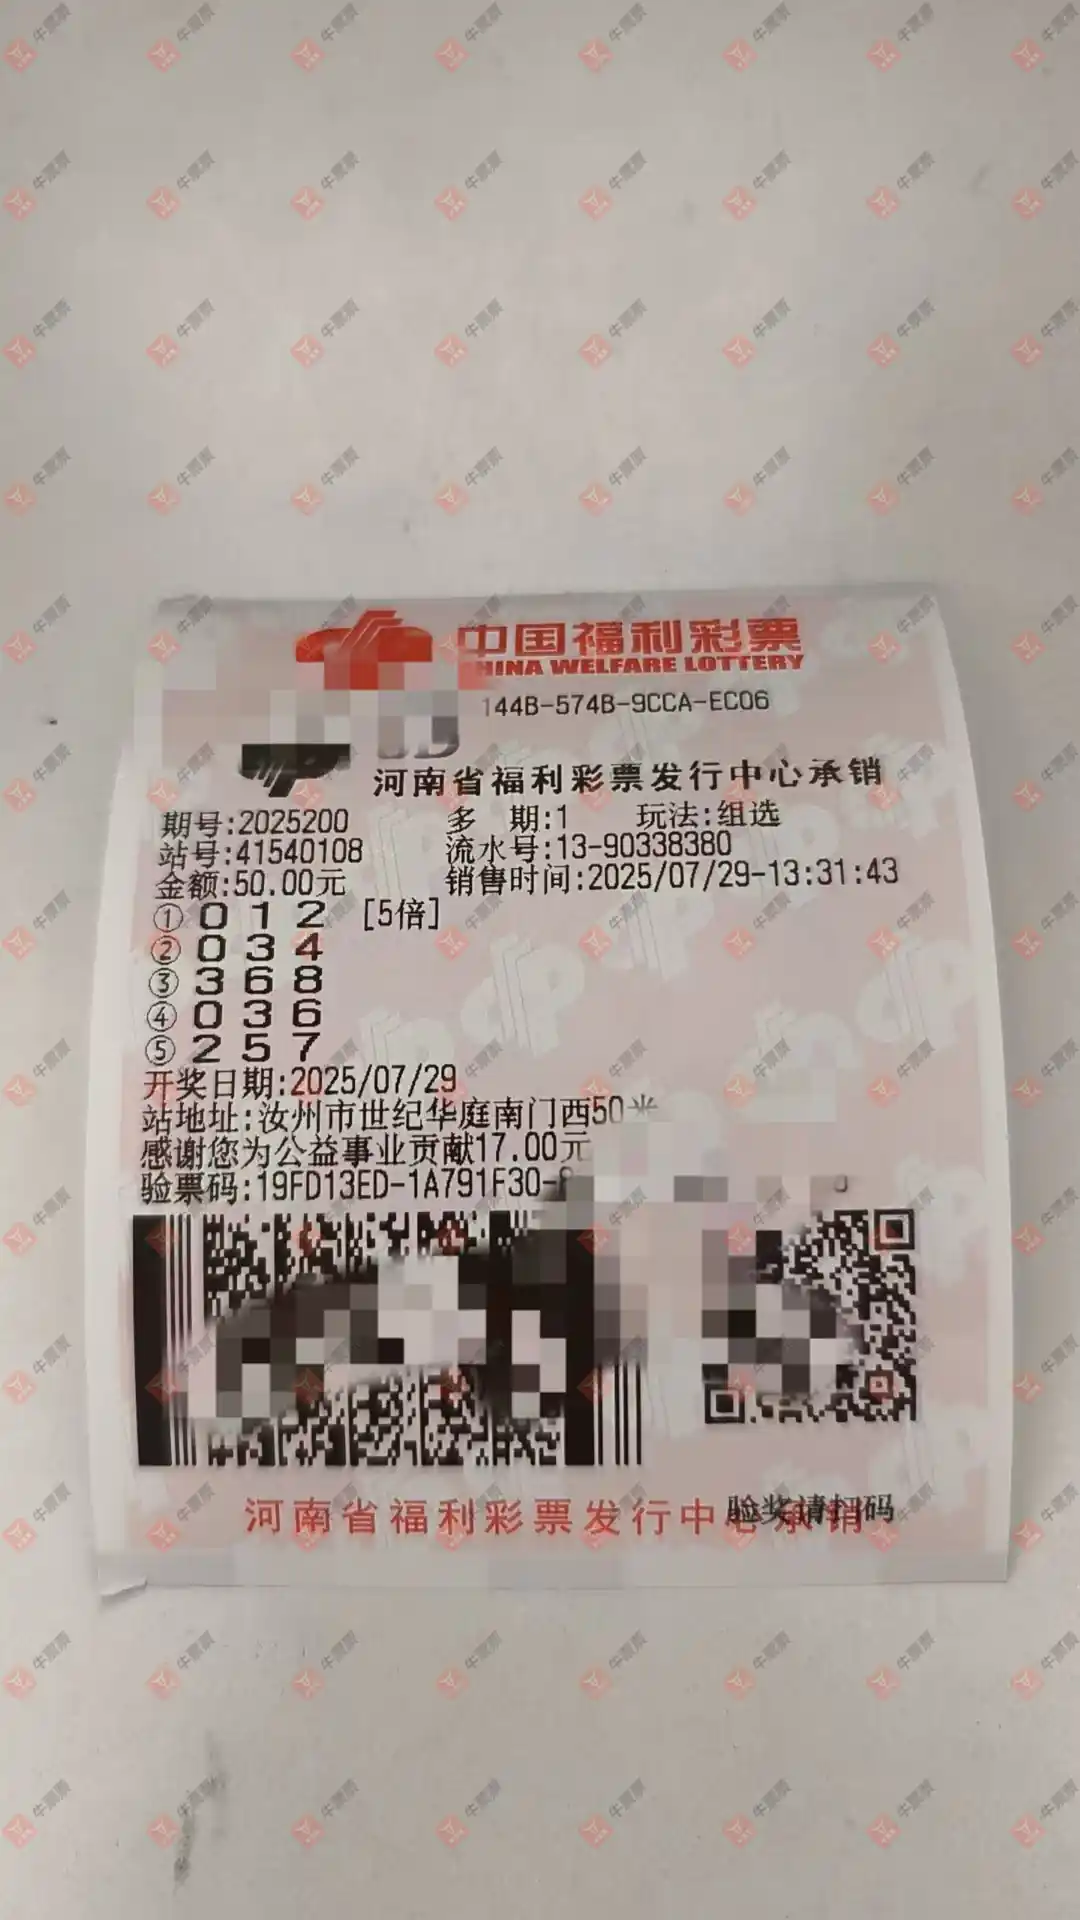 中国福利彩票
CHINA WELFARE LOTTERY
144B-574B-9CCA-EC06
河南省福利彩票发行中心承销
期号:2025200 多 期:1 玩法:组选
站号:41540108 流水号:13-90338380
金额:50.00元 销售时间:2025/07/29-13:31:43
① 0 1 2 [5倍]
② 0 3 4
③ 3 6 8
④ 0 3 6
⑤ 2 5 7
开奖日期:2025/07/29
站地址:汝州市世纪华庭南门西50米
感谢您为公益事业贡献17.00元
验票码:19FD13ED-1A791F30-
河南省福利彩票发行中心承销
验奖请扫码
牛票票